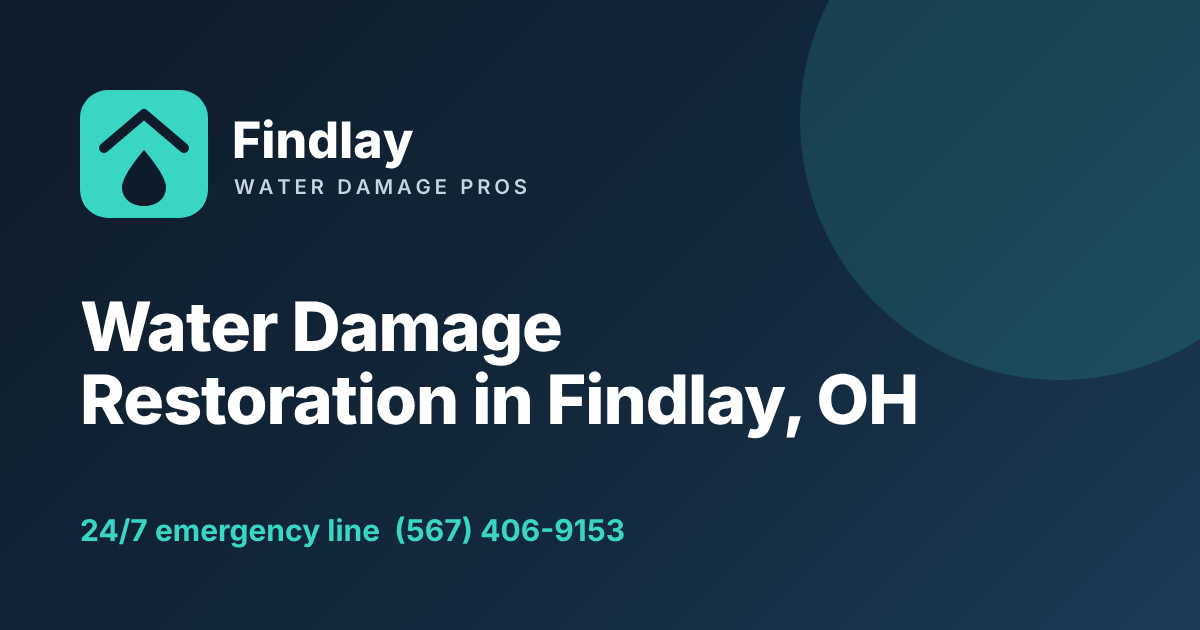 Findlay
WATER DAMAGE PROS
Water Damage
Restoration in Findlay, OH
24/7 emergency line (567) 406-9153